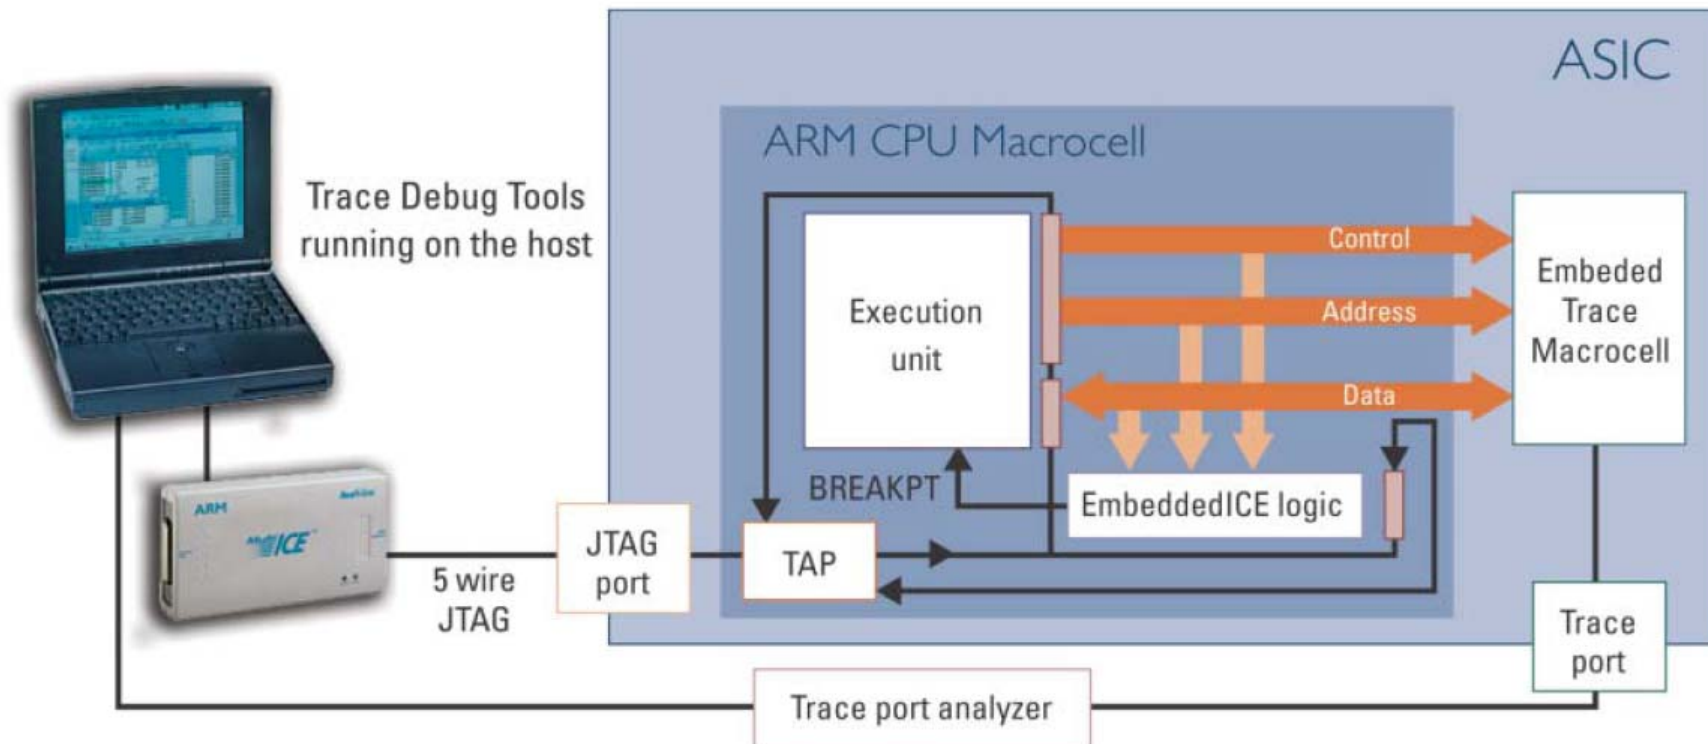 ASIC
ARM CPU Macrocell
Trace Debug Tools
running on the host
Execution
unit
Control
Address
Data
Embeded
Trace
Macrocell
BREAKPT
EmbeddedICE logic
ARM
Multi
ICE
JTAG
port
TAP
5 wire
JTAG
Trace
port
Trace port analyzer